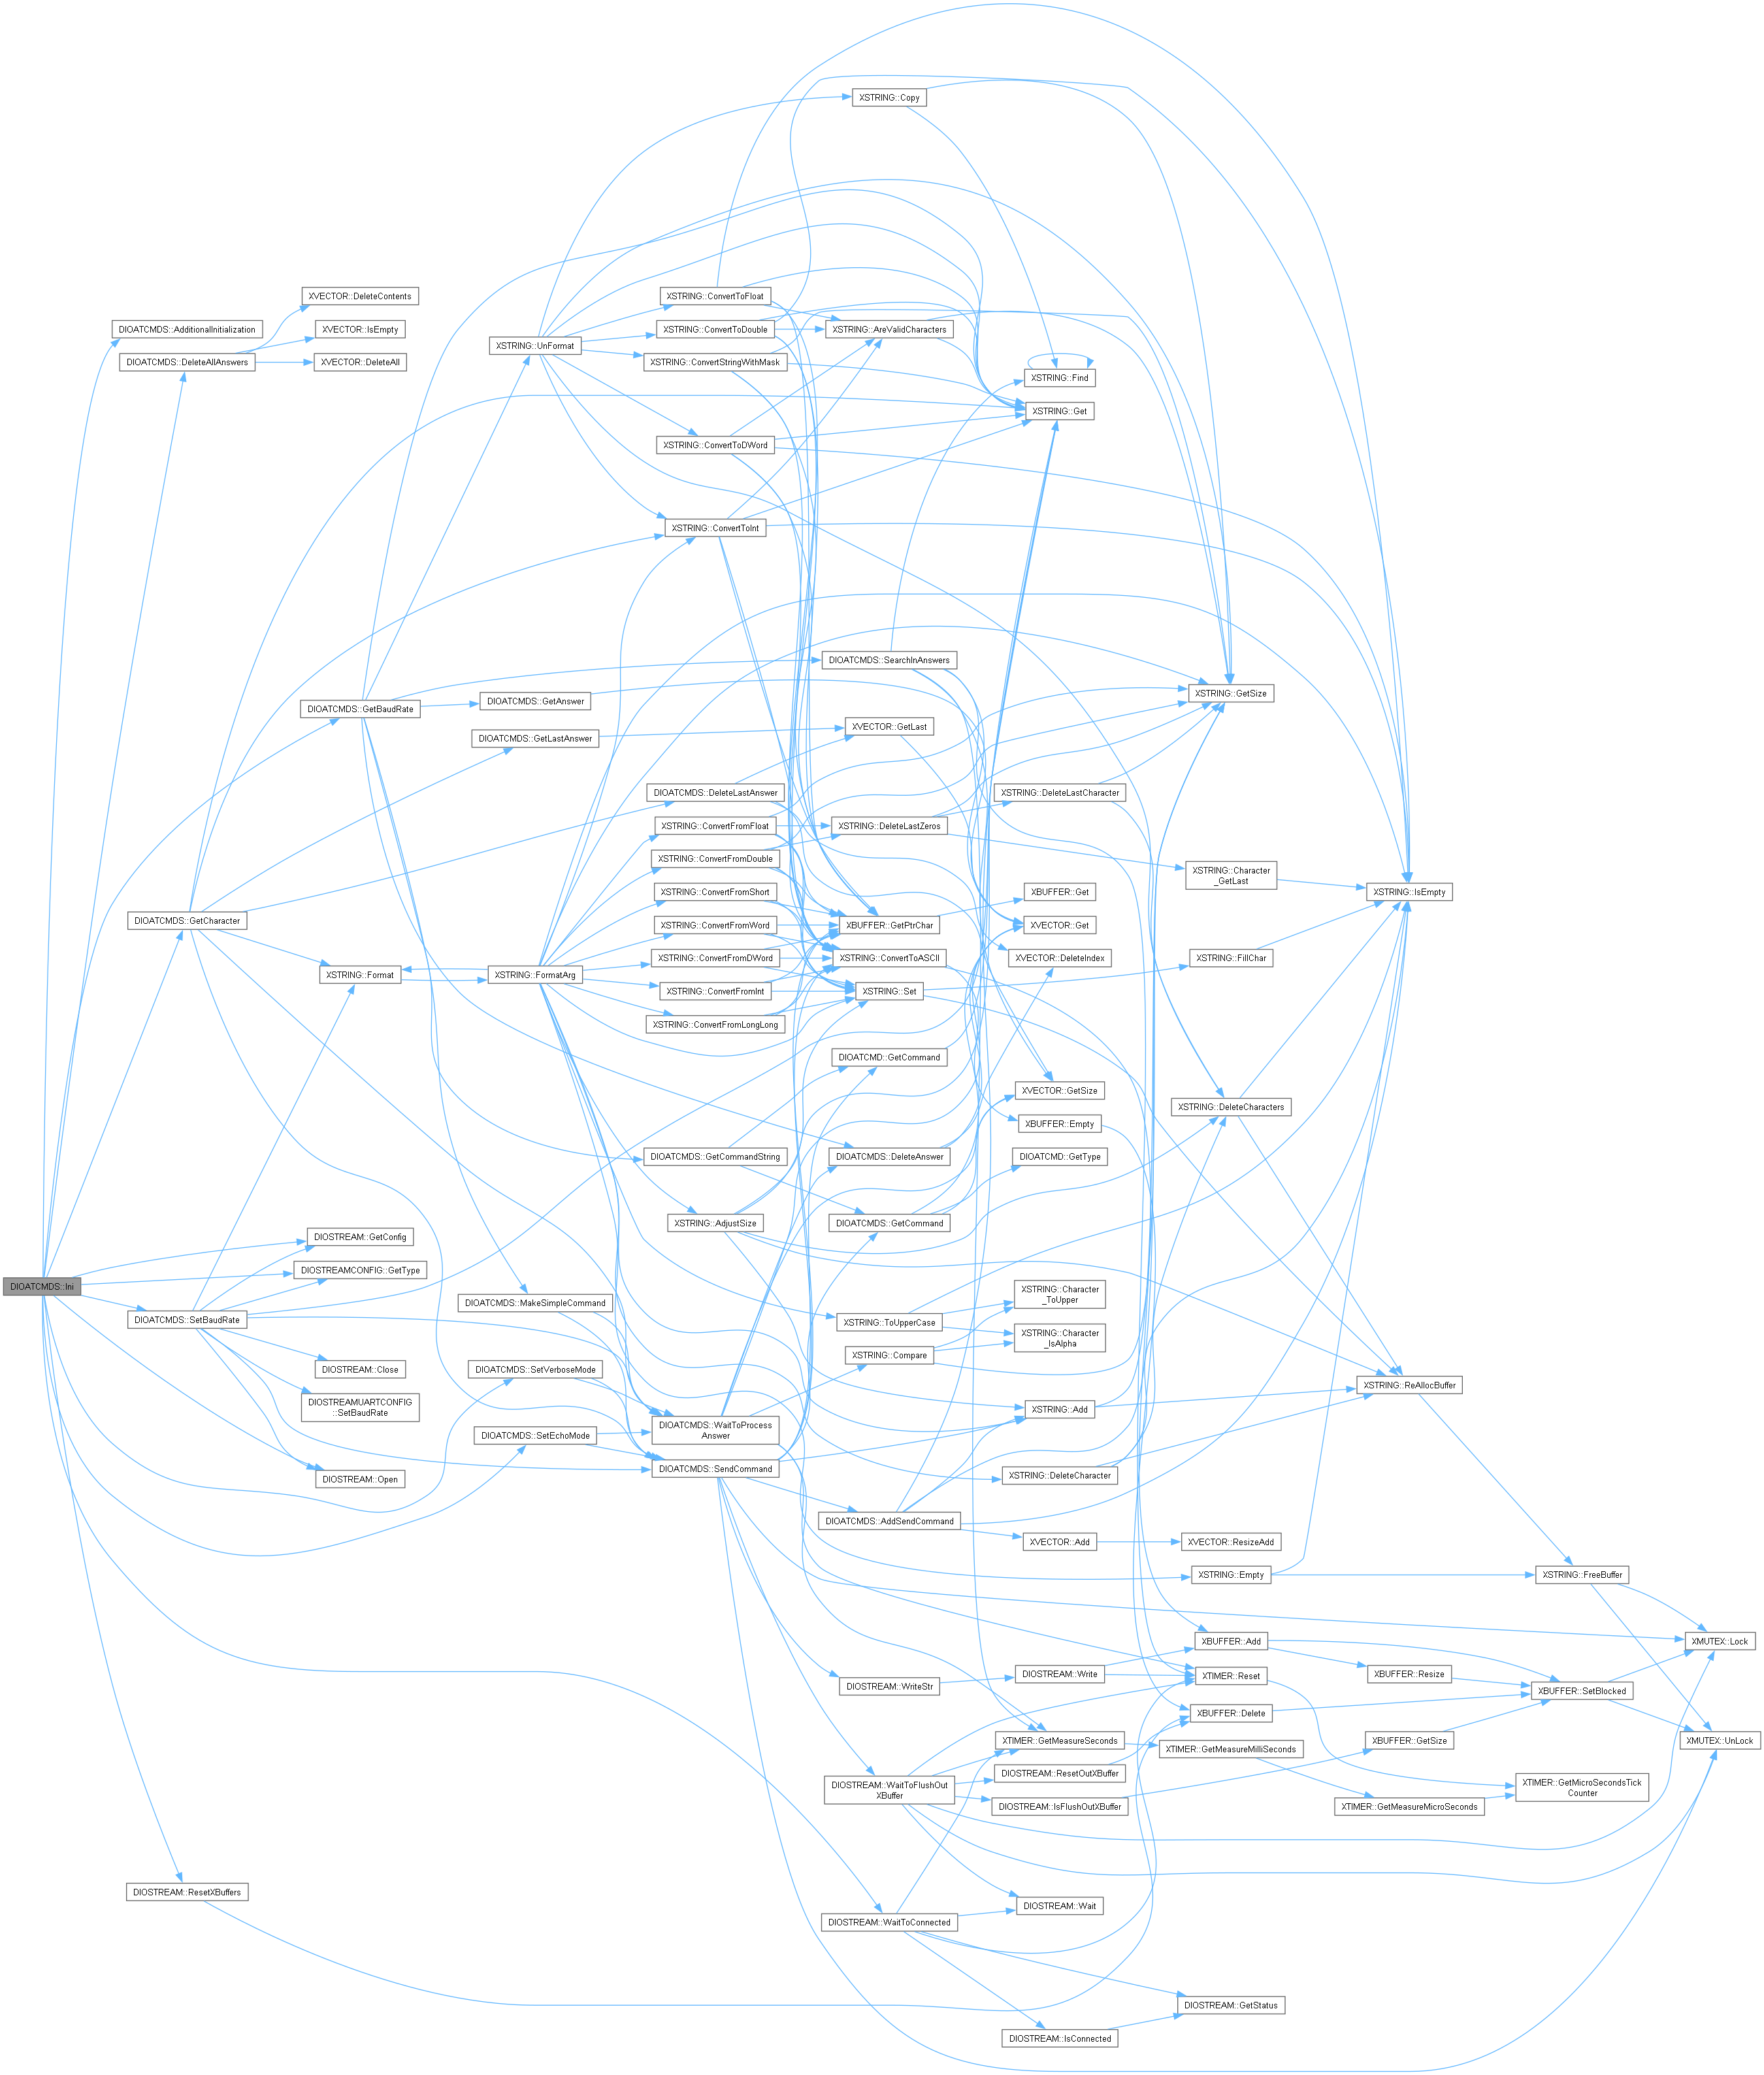 XSTRING::Copy
XVECTOR::DeleteContents
XSTRING::ConvertToFloat
DIOATCMDS::AdditionalInitialization
XVECTOR::IsEmpty
XSTRING::ConvertToDouble
XSTRING::AreValidCharacters
XSTRING::UnFormat
DIOATCMDS::DeleteAllAnswers
XVECTOR::DeleteAll
XSTRING::ConvertStringWithMask
XSTRING::Find
XSTRING::Get
XSTRING::ConvertToDWord
XSTRING::ConvertToInt
DIOATCMDS::SearchInAnswers
XSTRING::GetSize
DIOATCMDS::GetAnswer
DIOATCMDS::GetBaudRate
XVECTOR::GetLast
DIOATCMDS::GetLastAnswer
DIOATCMDS::DeleteLastAnswer
XSTRING::DeleteLastCharacter
XSTRING::ConvertFromFloat
XSTRING::DeleteLastZeros
XSTRING::ConvertFromDouble
XSTRING::Character
_GetLast
XSTRING::ConvertFromShort
XBUFFER::Get
XSTRING::IsEmpty
DIOATCMDS::GetCharacter
XSTRING::ConvertFromWord
XBUFFER::GetPtrChar
XVECTOR::Get
XSTRING::ConvertFromDWord
XSTRING::ConvertToASCII
XVECTOR::DeleteIndex
XSTRING::FillChar
XSTRING::Format
XSTRING::FormatArg
XSTRING::ConvertFromInt
XSTRING::Set
XSTRING::ConvertFromLongLong
DIOATCMD::GetCommand
XVECTOR::GetSize
XSTRING::DeleteCharacters
XBUFFER::Empty
DIOATCMDS::GetCommandString
DIOATCMDS::DeleteAnswer
DIOATCMD::GetType
XSTRING::AdjustSize
DIOATCMDS::GetCommand
DIOSTREAM::GetConfig
DIOSTREAMCONFIG::GetType
DIOATCMDS::Ini
XSTRING::Character
_ToUpper
DIOATCMDS::MakeSimpleCommand
DIOATCMDS::SetBaudRate
XSTRING::ToUpperCase
XSTRING::Character
_IsAlpha
XSTRING::Compare
DIOSTREAM::Close
DIOATCMDS::SetVerboseMode
XSTRING::ReAllocBuffer
DIOSTREAMUARTCONFIG
::SetBaudRate
XSTRING::Add
DIOATCMDS::WaitToProcess
Answer
DIOATCMDS::SetEchoMode
DIOATCMDS::SendCommand
DIOSTREAM::Open
XSTRING::DeleteCharacter
DIOATCMDS::AddSendCommand
XVECTOR::Add
XVECTOR::ResizeAdd
XSTRING::Empty
XSTRING::FreeBuffer
XBUFFER::Add
XMUTEX::Lock
DIOSTREAM::Write
XTIMER::Reset
XBUFFER::Resize
DIOSTREAM::WriteStr
XBUFFER::SetBlocked
XBUFFER::Delete
XTIMER::GetMeasureSeconds
XBUFFER::GetSize
XMUTEX::UnLock
XTIMER::GetMeasureMilliSeconds
DIOSTREAM::ResetOutXBuffer
DIOSTREAM::WaitToFlushOut
XBuffer
XTIMER::GetMicroSecondsTick
Counter
DIOSTREAM::IsFlushOutXBuffer
XTIMER::GetMeasureMicroSeconds
DIOSTREAM::ResetXBuffers
DIOSTREAM::Wait
DIOSTREAM::WaitToConnected
DIOSTREAM::GetStatus
DIOSTREAM::IsConnected